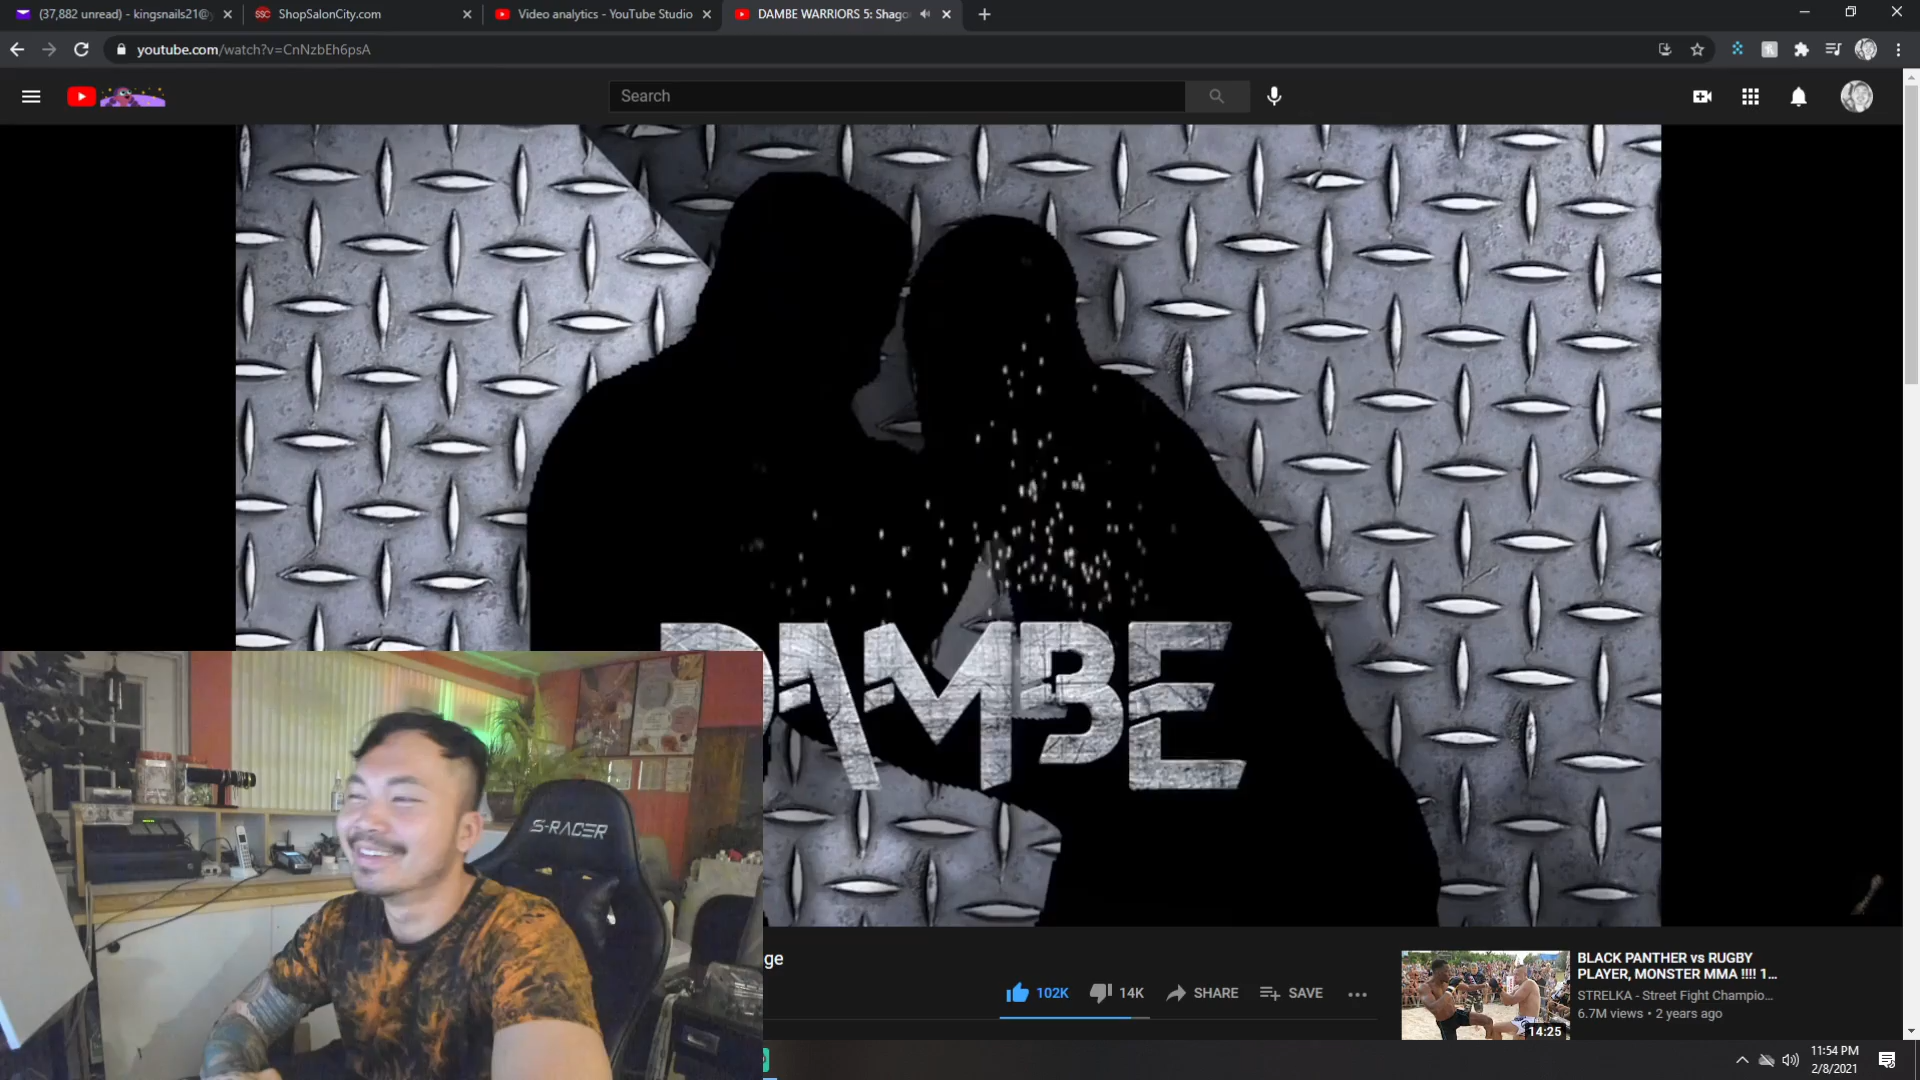 (37,882 unread) - kingsnails21@
ShopSalonCity.com
Video analytics - YouTube Studio
DAMBE WARRIORS 5: Shago
youtube.com/watch?v=CnNzbEh6psA
Search
DAMBE
S-RACER
ge
102K
14K
SHARE
SAVE
BLACK PANTHER vs RUGBY
PLAYER, MONSTER MMA !!!! 1...
STRELKA - Street Fight Champio...
6.7M views • 2 years ago
14:25
11:54 PM
2/8/2021